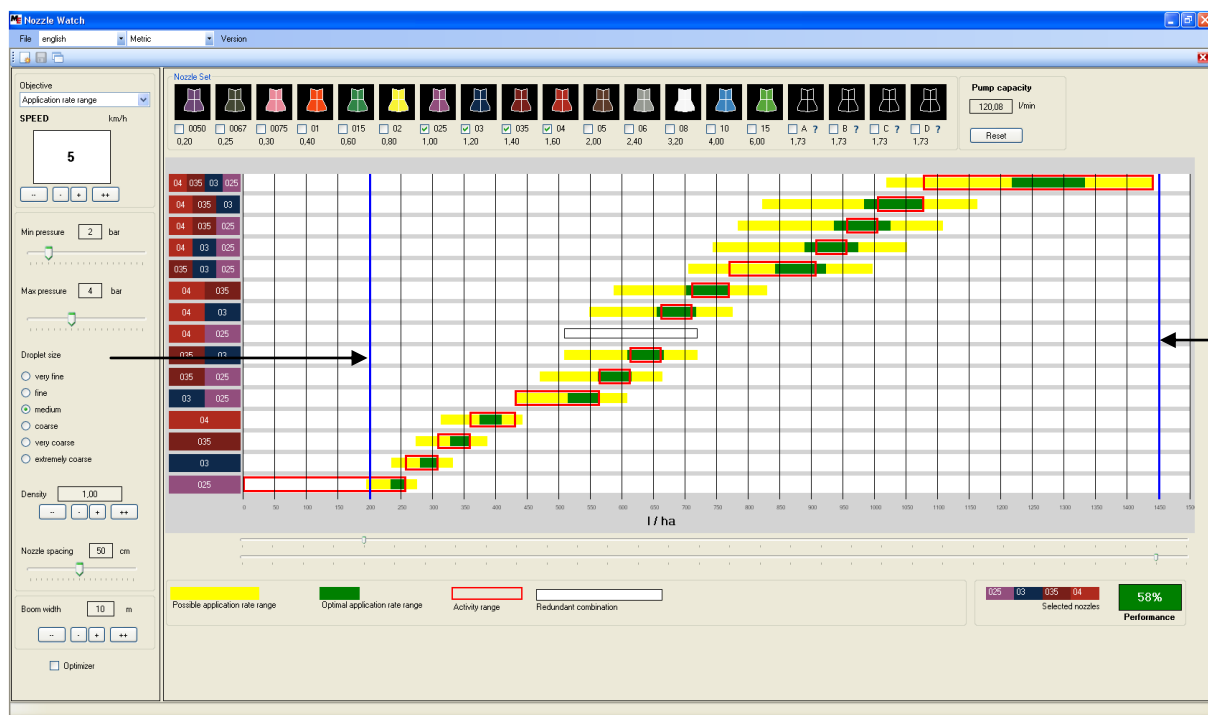 Nozzle Watch
File english Metric Version
Objective
Application rate range
SPEED km/h
5
-- - + ++
Min pressure 2 bar
Max pressure 4 bar
Droplet size
very fine
fine
medium
coarse
very coarse
extremely coarse
Density 1,00
-- - + ++
Nozzle spacing 50 cm
Boom width 10 m
-- - + ++
Optimizer
Nozzle Set
0050 0067 0075 01 015 02 025 03 035 04 05 06 08 10 15 A ? B ? C ? D ?
0,20 0,25 0,30 0,40 0,60 0,80 1,00 1,20 1,40 1,60 2,00 2,40 3,20 4,00 6,00 1,73 1,73 1,73 1,73
Pump capacity
120,08 l/min
Reset
04 035 03 025
04 035 03
04 035 025
04 03 025
035 03 025
04 035
04 03
04 025
035 03
035 025
03 025
04
035
03
025
0 50 100 150 200 250 300 350 400 450 500 550 600 650 700 750 800 850 900 950 1000 1050 1100 1150 1200 1250 1300 1350 1400 1450 1500
l / ha
Possible application rate range
Optimal application rate range
Activity range
Redundant combination
025 03 035 04
Selected nozzles
58%
Performance